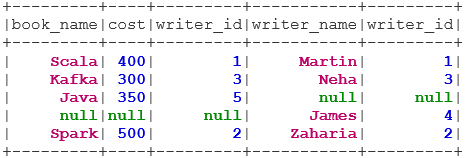 +---------+----+---------+-----------+---------+
|book_name|cost|writer_id|writer_name|writer_id|
+---------+----+---------+-----------+---------+
|    Scala| 400|        1|     Martin|        1|
|    Kafka| 300|        3|       Neha|        3|
|     Java| 350|        5|       null|     null|
|     null|null|     null|      James|        4|
|    Spark| 500|        2|    Zaharia|        2|
+---------+----+---------+-----------+---------+